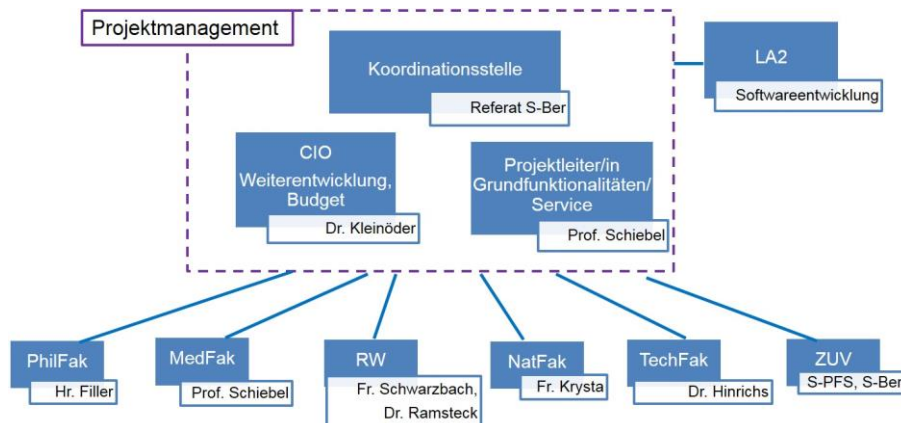 Projektmanagement
Koordinationsstelle
Referat S-Ber
LA2
Softwareentwicklung
CIO
Weiterentwicklung,
Budget
Dr. Kleinöder
Projektleiter/in
Grundfunktionalitäten/
Service
Prof. Schiebel
PhilFak
Hr. Filler
MedFak
Prof. Schiebel
RW
Fr. Schwarzbach,
Dr. Ramsteck
NatFak
Fr. Krysta
TechFak
Dr. Hinrichs
ZUV
S-PFS, S-Ber